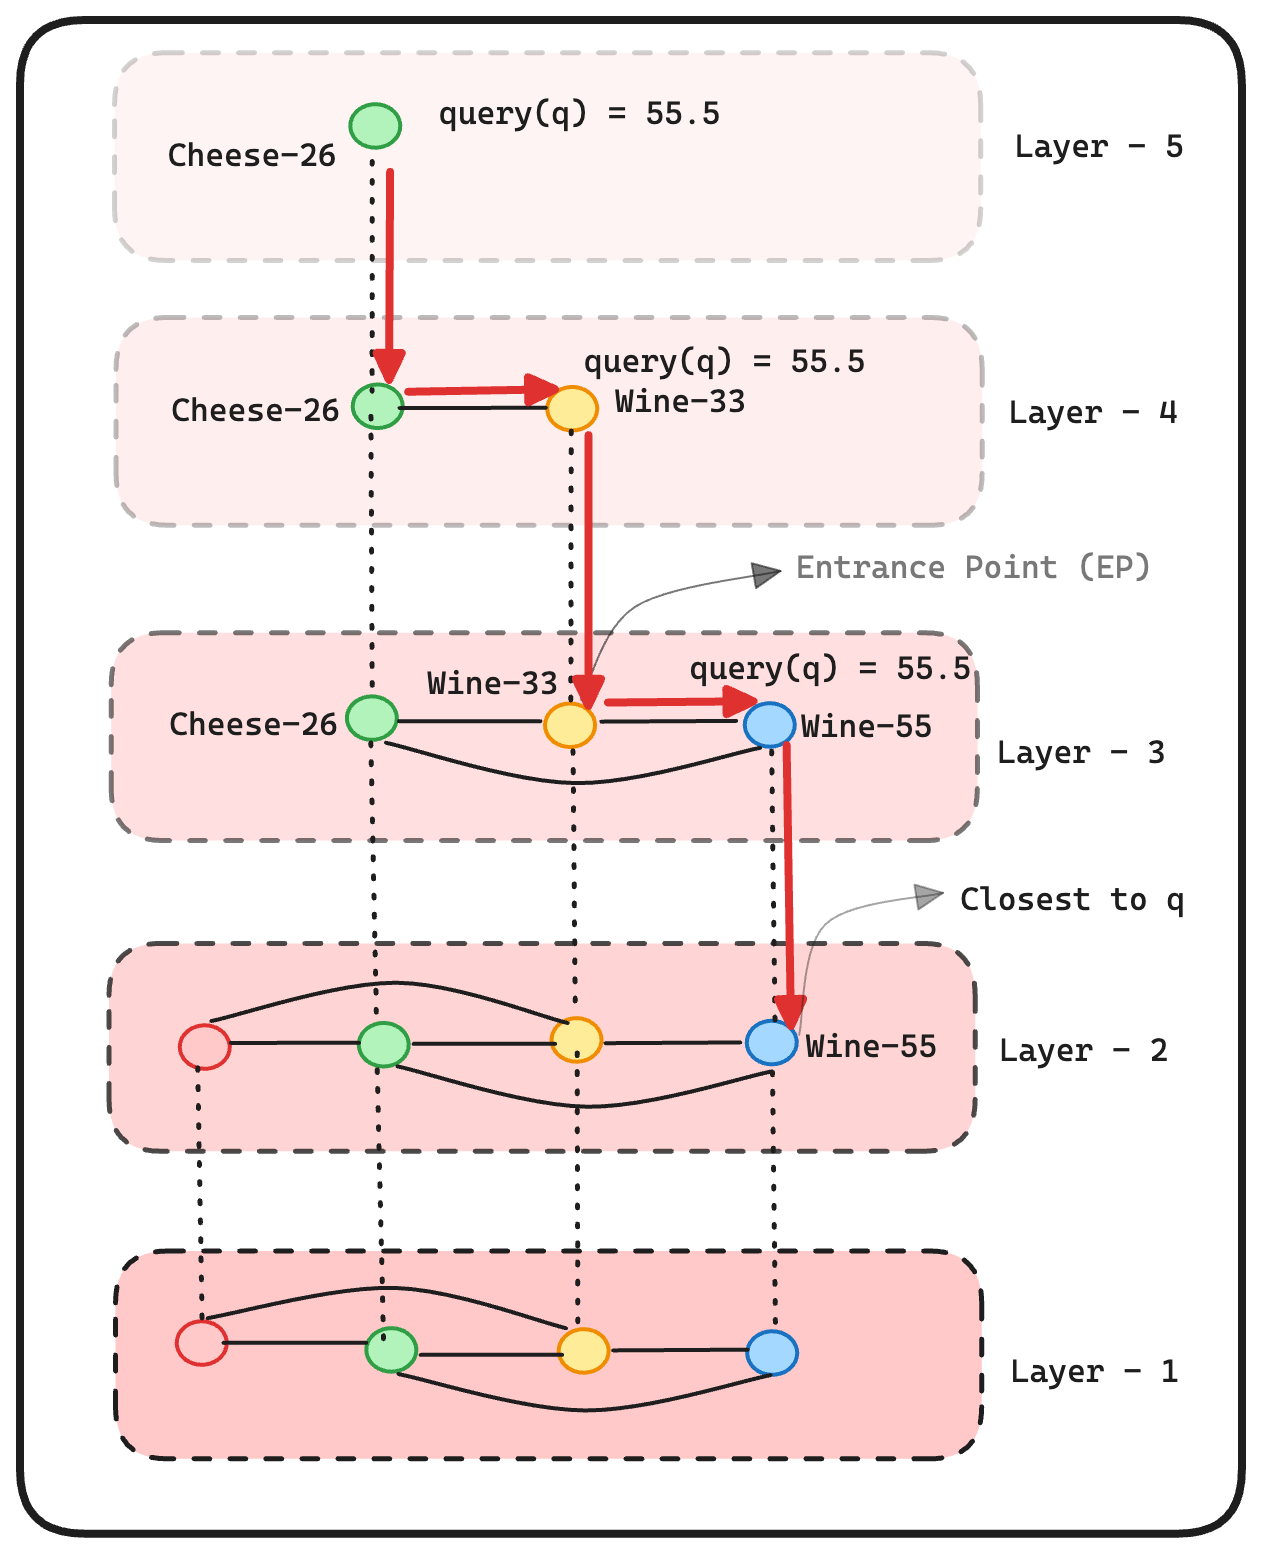 query(q) = 55.5
Cheese-26
Layer - 5
query(q) = 55.5
Cheese-26
Wine-33
Layer - 4
Entrance Point (EP)
query(q) = 55.5
Wine-33
Cheese-26
Wine-55
Layer - 3
Closest to q
Wine-55
Layer - 2
Layer - 1